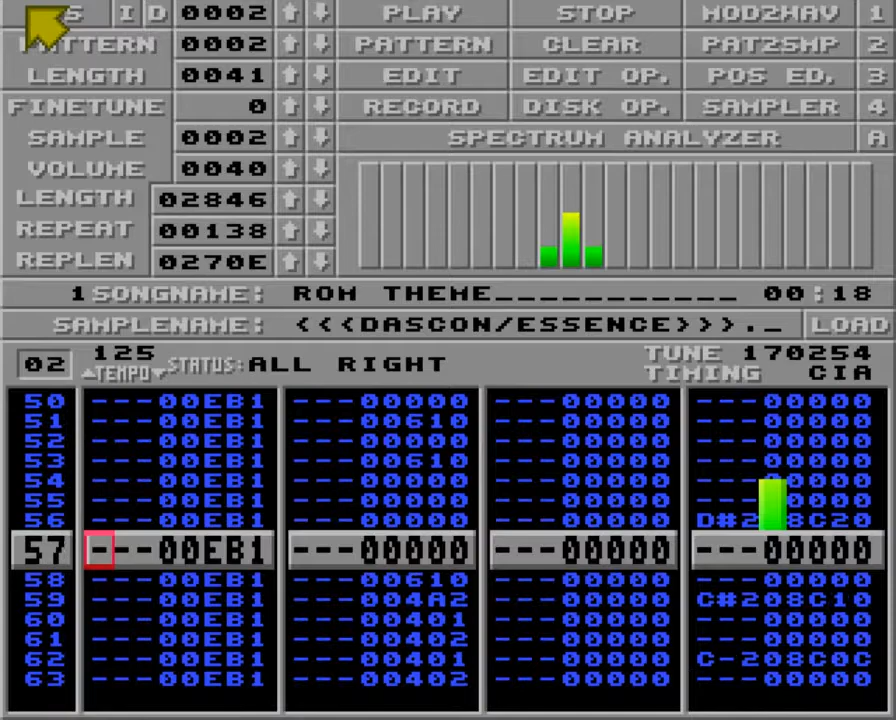 S I D 0002 PLAY STOP MOD2WAV 1
PATTERN 0002 PATTERN CLEAR PAT2SMP 2
LENGTH 0041 EDIT EDIT OP. POS ED. 3
FINETUNE 0 RECORD DISK OP. SAMPLER 4
SAMPLE 0002 SPECTRUM ANALYZER A
VOLUME 0040
LENGTH 02846
REPEAT 00138
REPLEN 0270E
1 SONGNAME: ROM THEME____________ 00:18
SAMPLENAME: <<<DASCON/ESSENCE>>>._ LOAD
02 125 TEMPO STATUS: ALL RIGHT TUNE 170254
TIMING CIA
50 ---00EB1 ---00000 ---00000 ---00000
51 ---00EB1 ---00610 ---00000 ---00000
52 ---00EB1 ---00000 ---00000 ---00000
53 ---00EB1 ---00610 ---00000 ---00000
54 ---00EB1 ---00000 ---00000 ---00000
55 ---00EB1 ---00000 ---00000 ---00000
56 ---00EB1 ---00000 ---00000 D#2 8C20
57 ---00EB1 ---00000 ---00000 ---00000
58 ---00EB1 ---00610 ---00000 ---00000
59 ---00EB1 ---004A2 ---00000 C#208C10
60 ---00EB1 ---00401 ---00000 ---00000
61 ---00EB1 ---00402 ---00000 ---00000
62 ---00EB1 ---00401 ---00000 C-208C0C
63 ---00EB1 ---00402 ---00000 ---00000